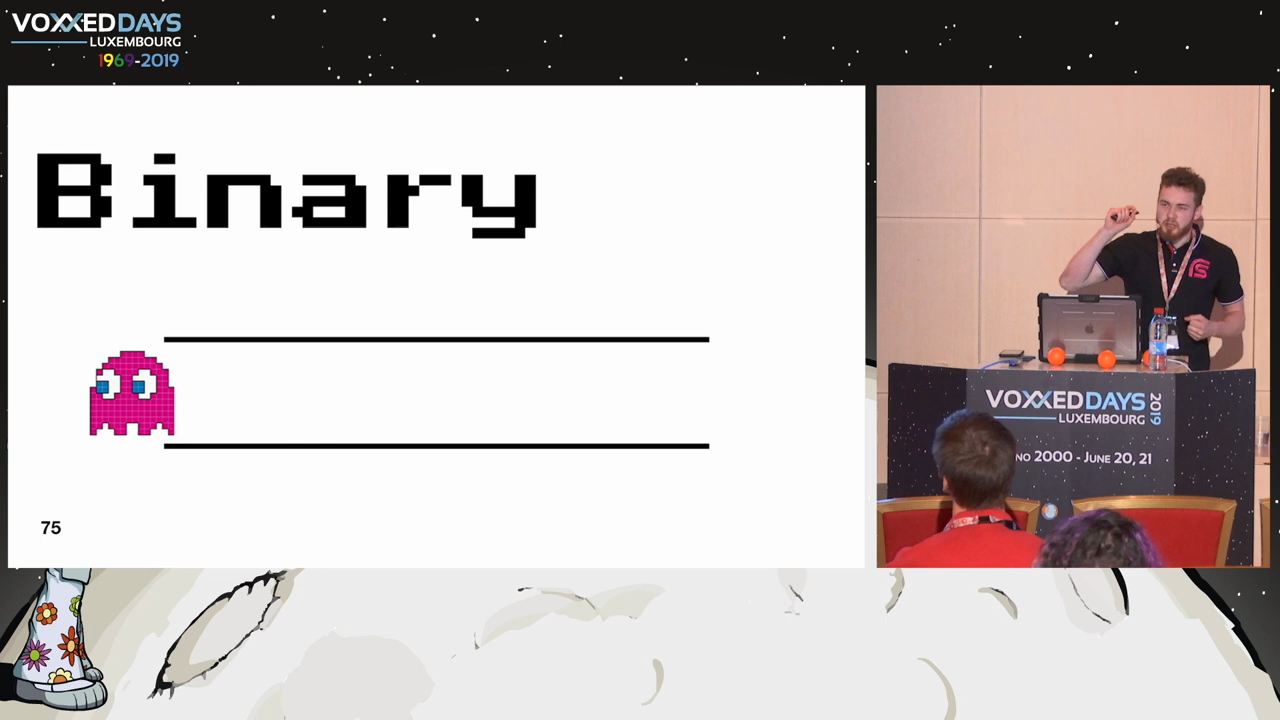 VOXXEDDAYS
LUXEMBOURG
1969-2019
Binary
75
VOXXEDDAYS
2019
LUXEMBOURG
NO 2000 - JUNE 20, 21